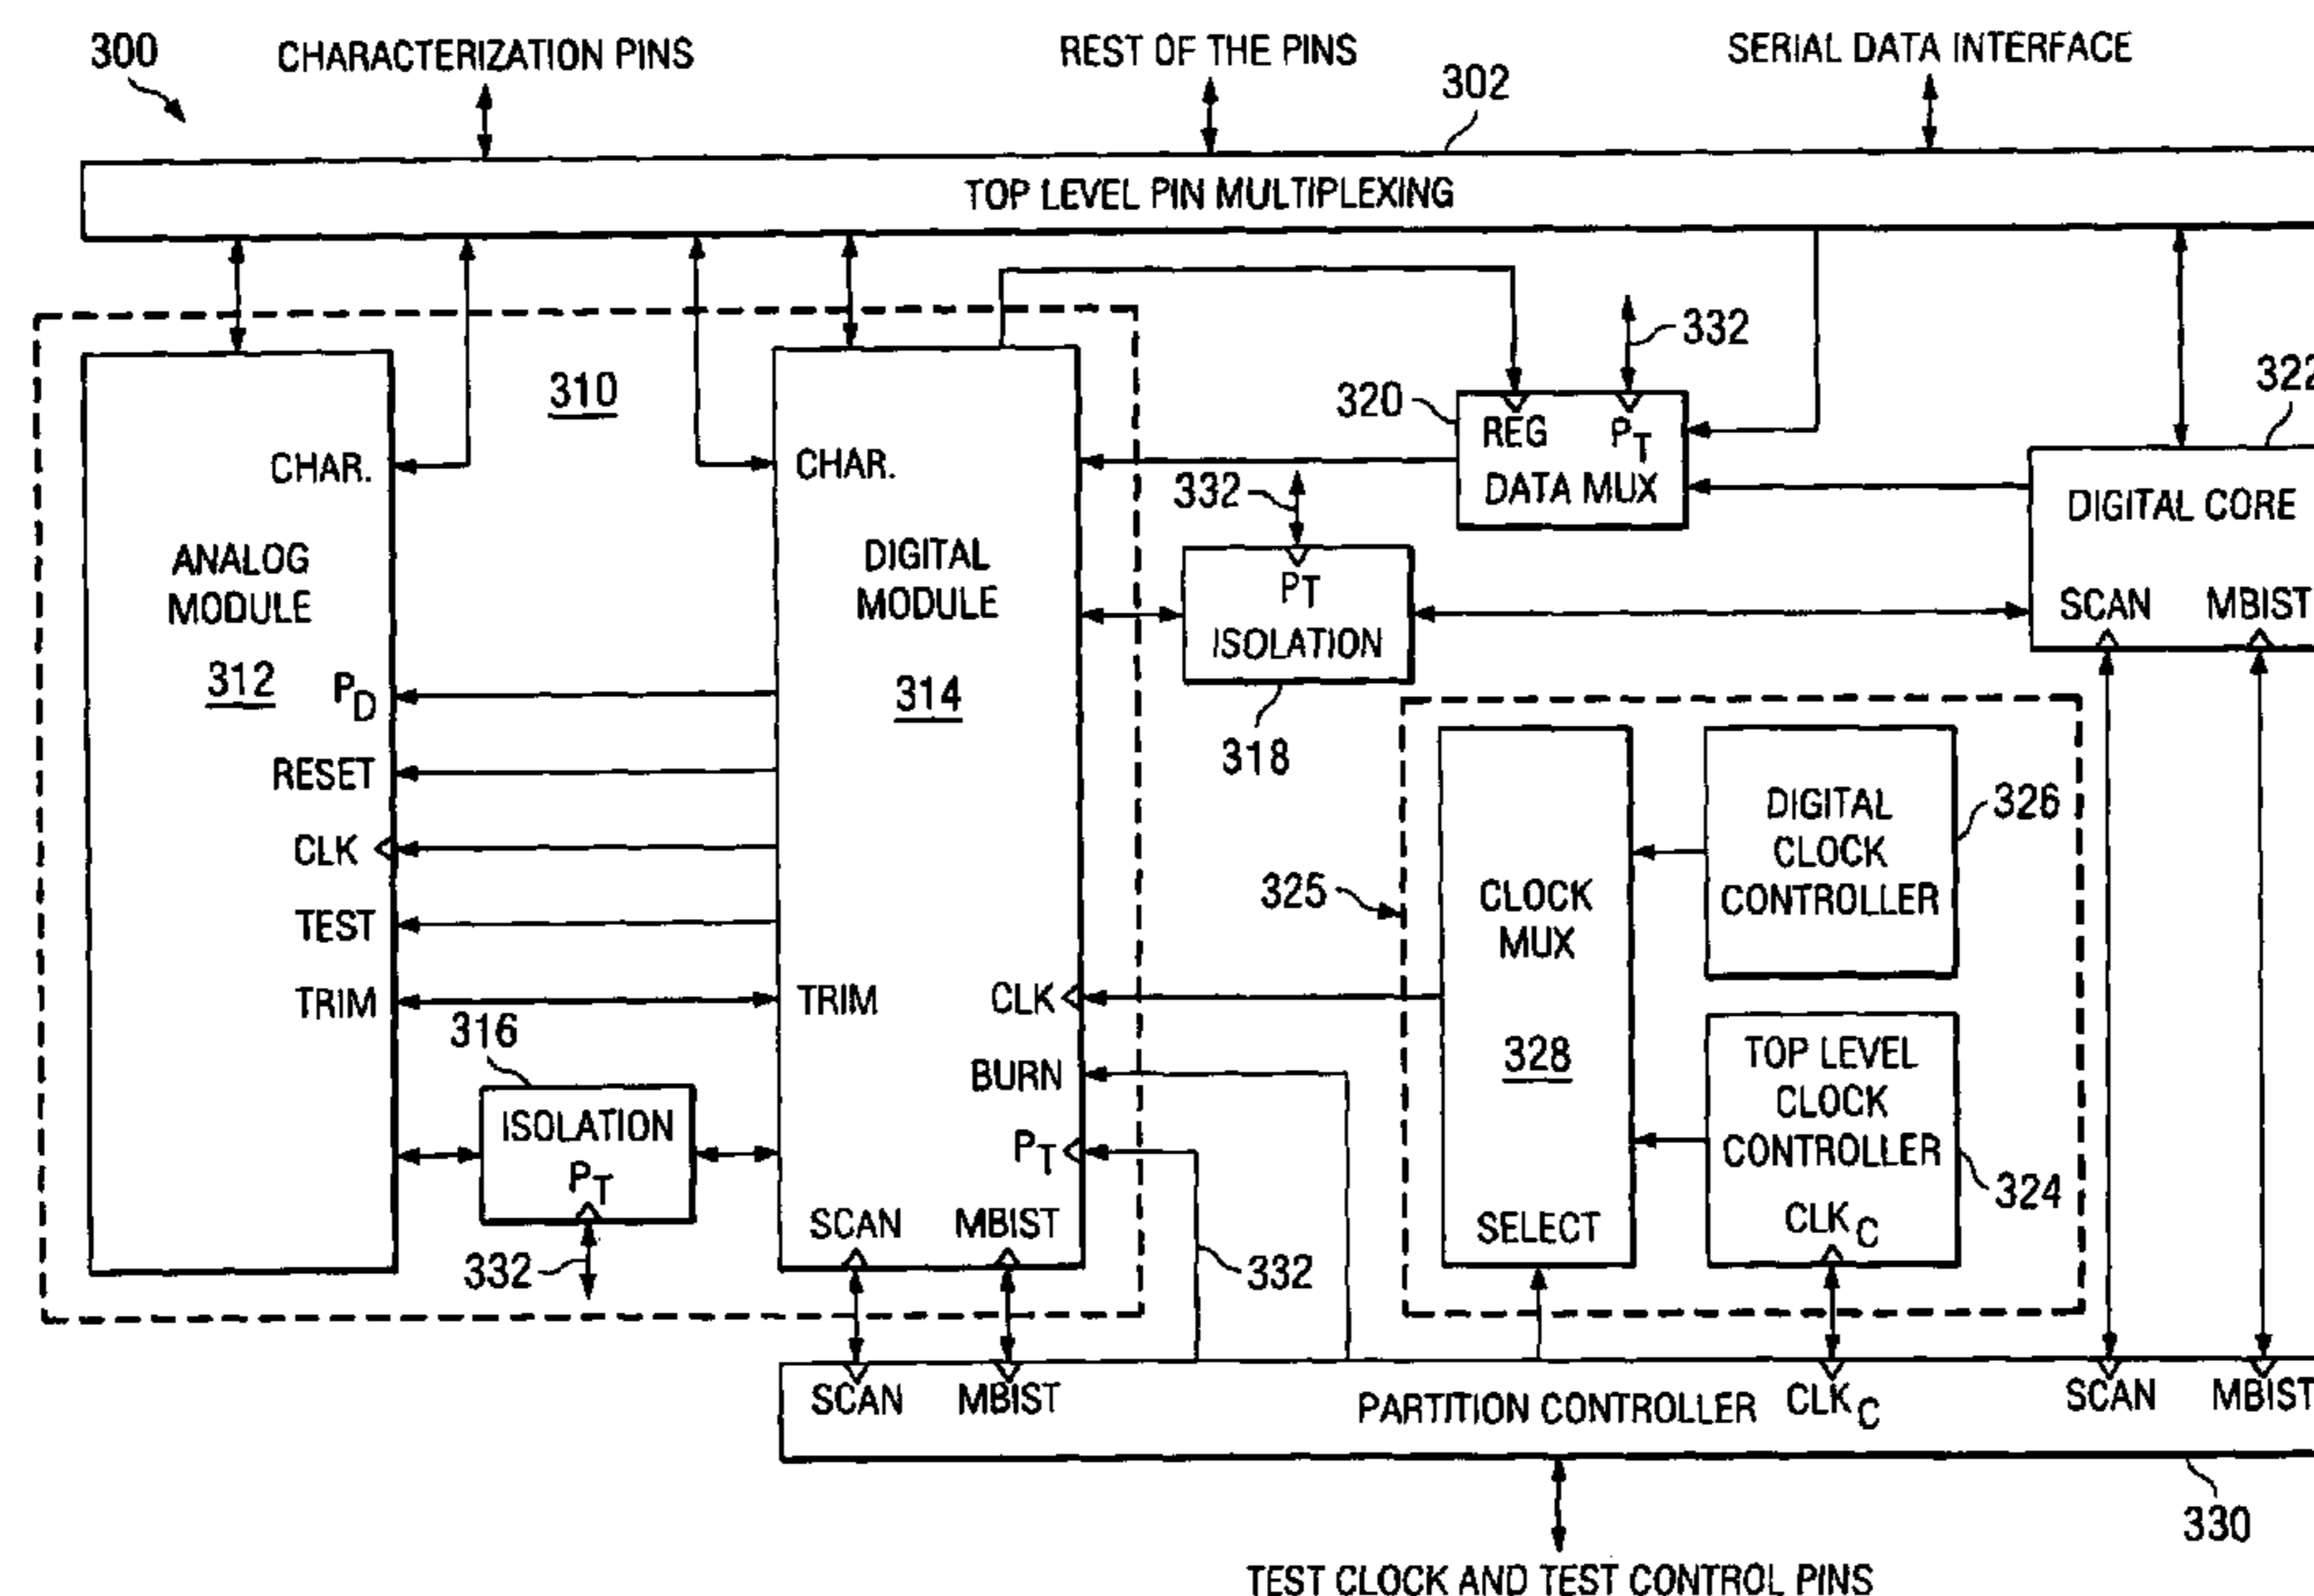 300
CHARACTERIZATION PINS
REST OF THE PINS
SERIAL DATA INTERFACE
302
TOP LEVEL PIN MULTIPLEXING
310
CHAR.
ANALOG
MODULE
312
PD
RESET
CLK
TEST
TRIM
CHAR.
DIGITAL
MODULE
314
TRIM
CLK
BURN
PT
SCAN
MBIST
316
ISOLATION
PT
332
332
320
REG
PT
DATA MUX
332
332
PT
ISOLATION
318
322
DIGITAL CORE
SCAN
MBIST
325
CLOCK
MUX
328
SELECT
DIGITAL
CLOCK
CONTROLLER
326
TOP LEVEL
CLOCK
CONTROLLER
CLKC
324
SCAN
MBIST
PARTITION CONTROLLER
CLKC
SCAN
MBIST
330
TEST CLOCK AND TEST CONTROL PINS